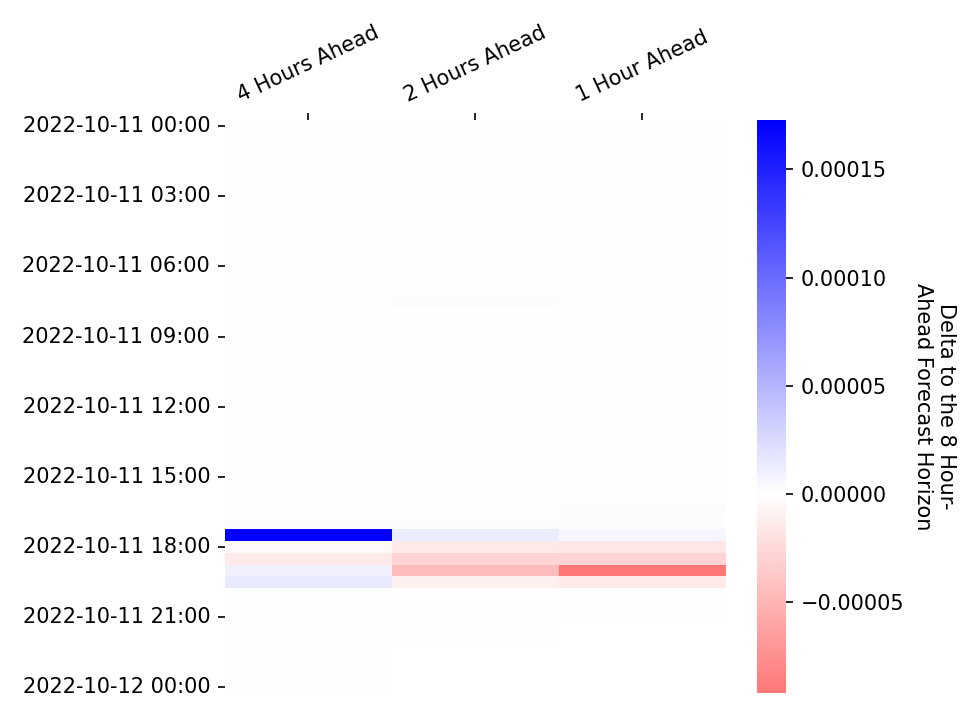 4 Hours Ahead
2 Hours Ahead
1 Hour Ahead
2022-10-11 00:00
2022-10-11 03:00
2022-10-11 06:00
2022-10-11 09:00
2022-10-11 12:00
2022-10-11 15:00
2022-10-11 18:00
2022-10-11 21:00
2022-10-12 00:00
0.00015
0.00010
0.00005
0.00000
−0.00005
Delta to the 8 Hour-
Ahead Forecast Horizon